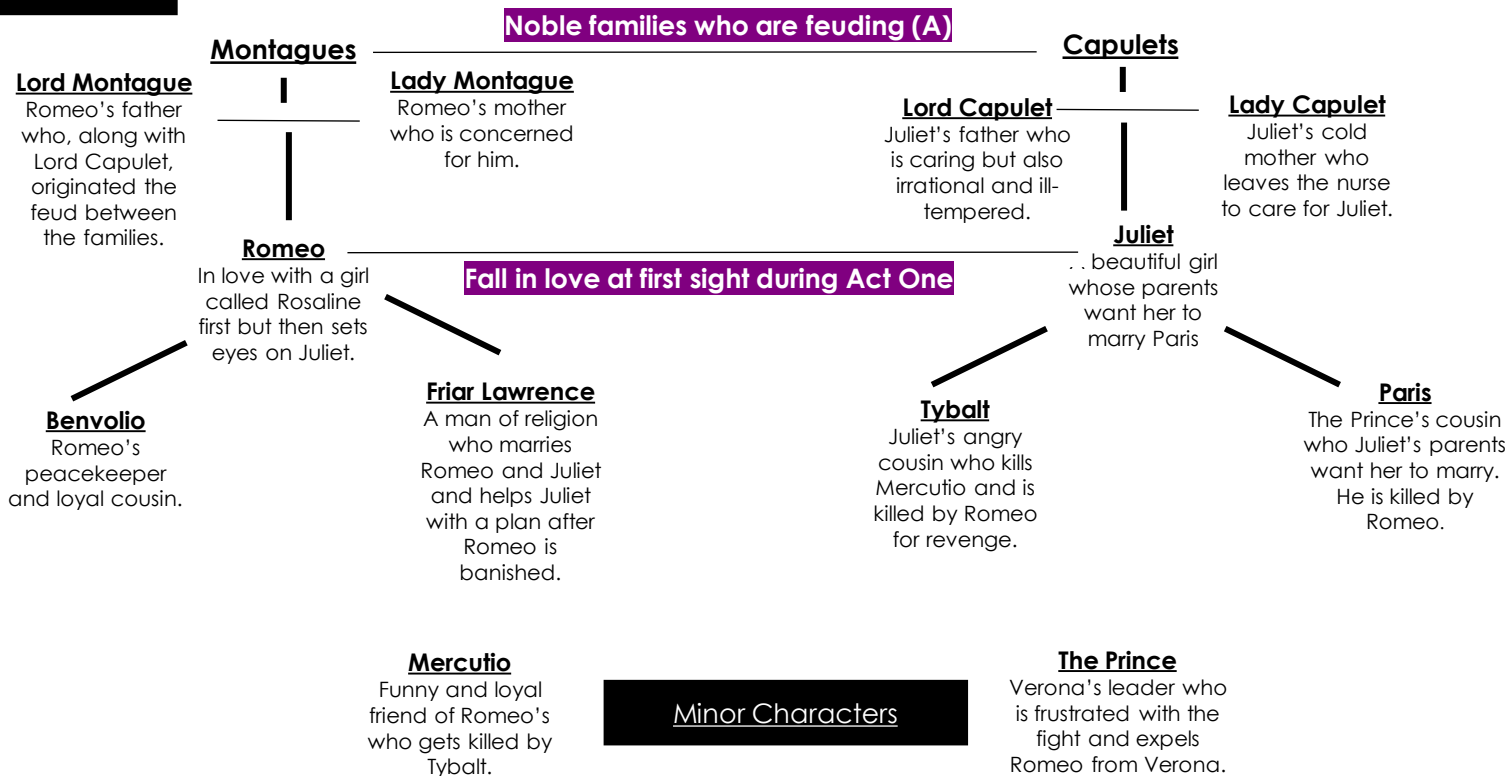 Noble families who are feuding (A)
Montagues
Capulets
Lord Montague
Romeo’s father
who, along with
Lord Capulet,
originated the
feud between
the families.
Lady Montague
Romeo’s mother
who is concerned
for him.
Lord Capulet
Juliet’s father who
is caring but also
irrational and ill-
tempered.
Lady Capulet
Juliet’s cold
mother who
leaves the nurse
to care for Juliet.
Romeo
In love with a girl
called Rosaline
first but then sets
eyes on Juliet.
Fall in love at first sight during Act One
Juliet
beautiful girl
whose parents
want her to
marry Paris
Benvolio
Romeo’s
peacekeeper
and loyal cousin.
Friar Lawrence
A man of religion
who marries
Romeo and Juliet
and helps Juliet
with a plan after
Romeo is
banished.
Tybalt
Juliet’s angry
cousin who kills
Mercutio and is
killed by Romeo
for revenge.
Paris
The Prince’s cousin
who Juliet’s parents
want her to marry.
He is killed by
Romeo.
Mercutio
Funny and loyal
friend of Romeo’s
who gets killed by
Tybalt.
Minor Characters
The Prince
Verona’s leader who
is frustrated with the
fight and expels
Romeo from Verona.